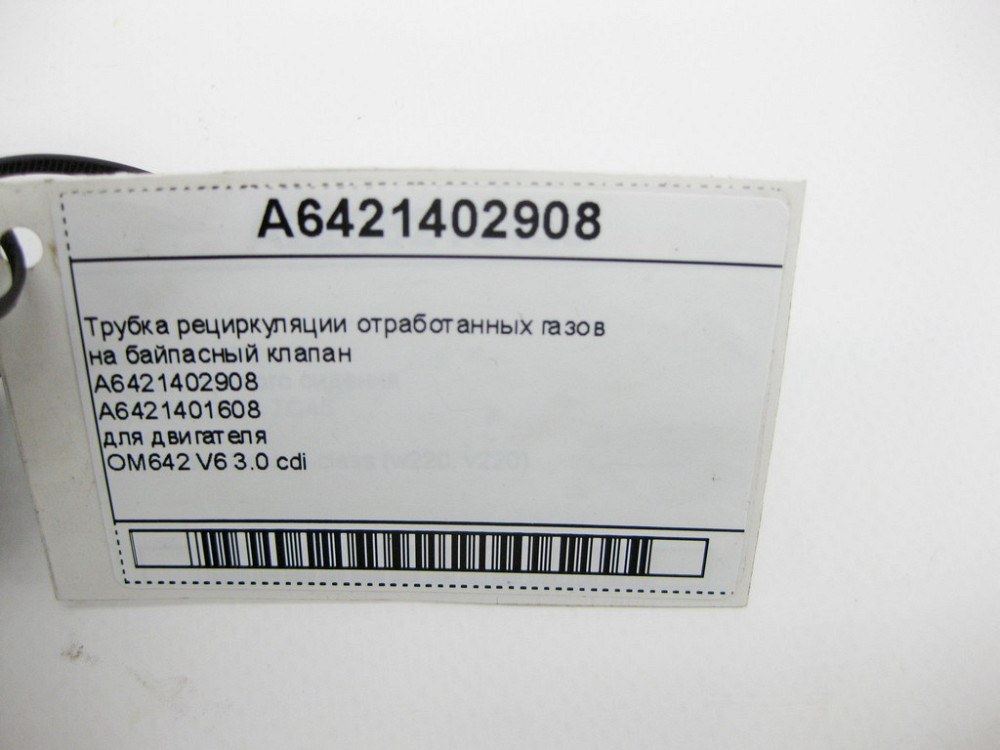 A6421402908
Трубка рециркуляции отработанных газов
на байпасный клапан
A6421402908
A6421401608
для двигателя
OM642 V6 3.0 cdi